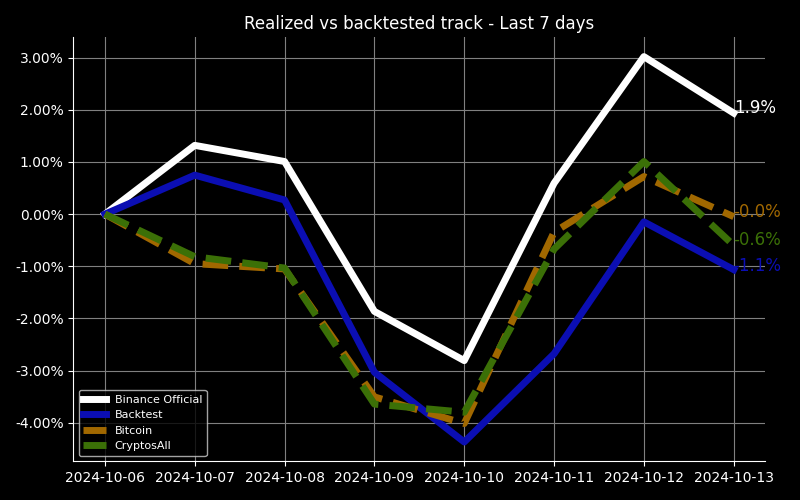 Realized vs backtested track - Last 7 days
3.00%
2.00%
1.00%
0.00%
-1.00%
-2.00%
-3.00%
-4.00%
1.9%
-0.0%
-0.6%
-1.1%
Binance Official
Backtest
Bitcoin
CryptosAll
2024-10-06 2024-10-07 2024-10-08 2024-10-09 2024-10-10 2024-10-11 2024-10-12 2024-10-13